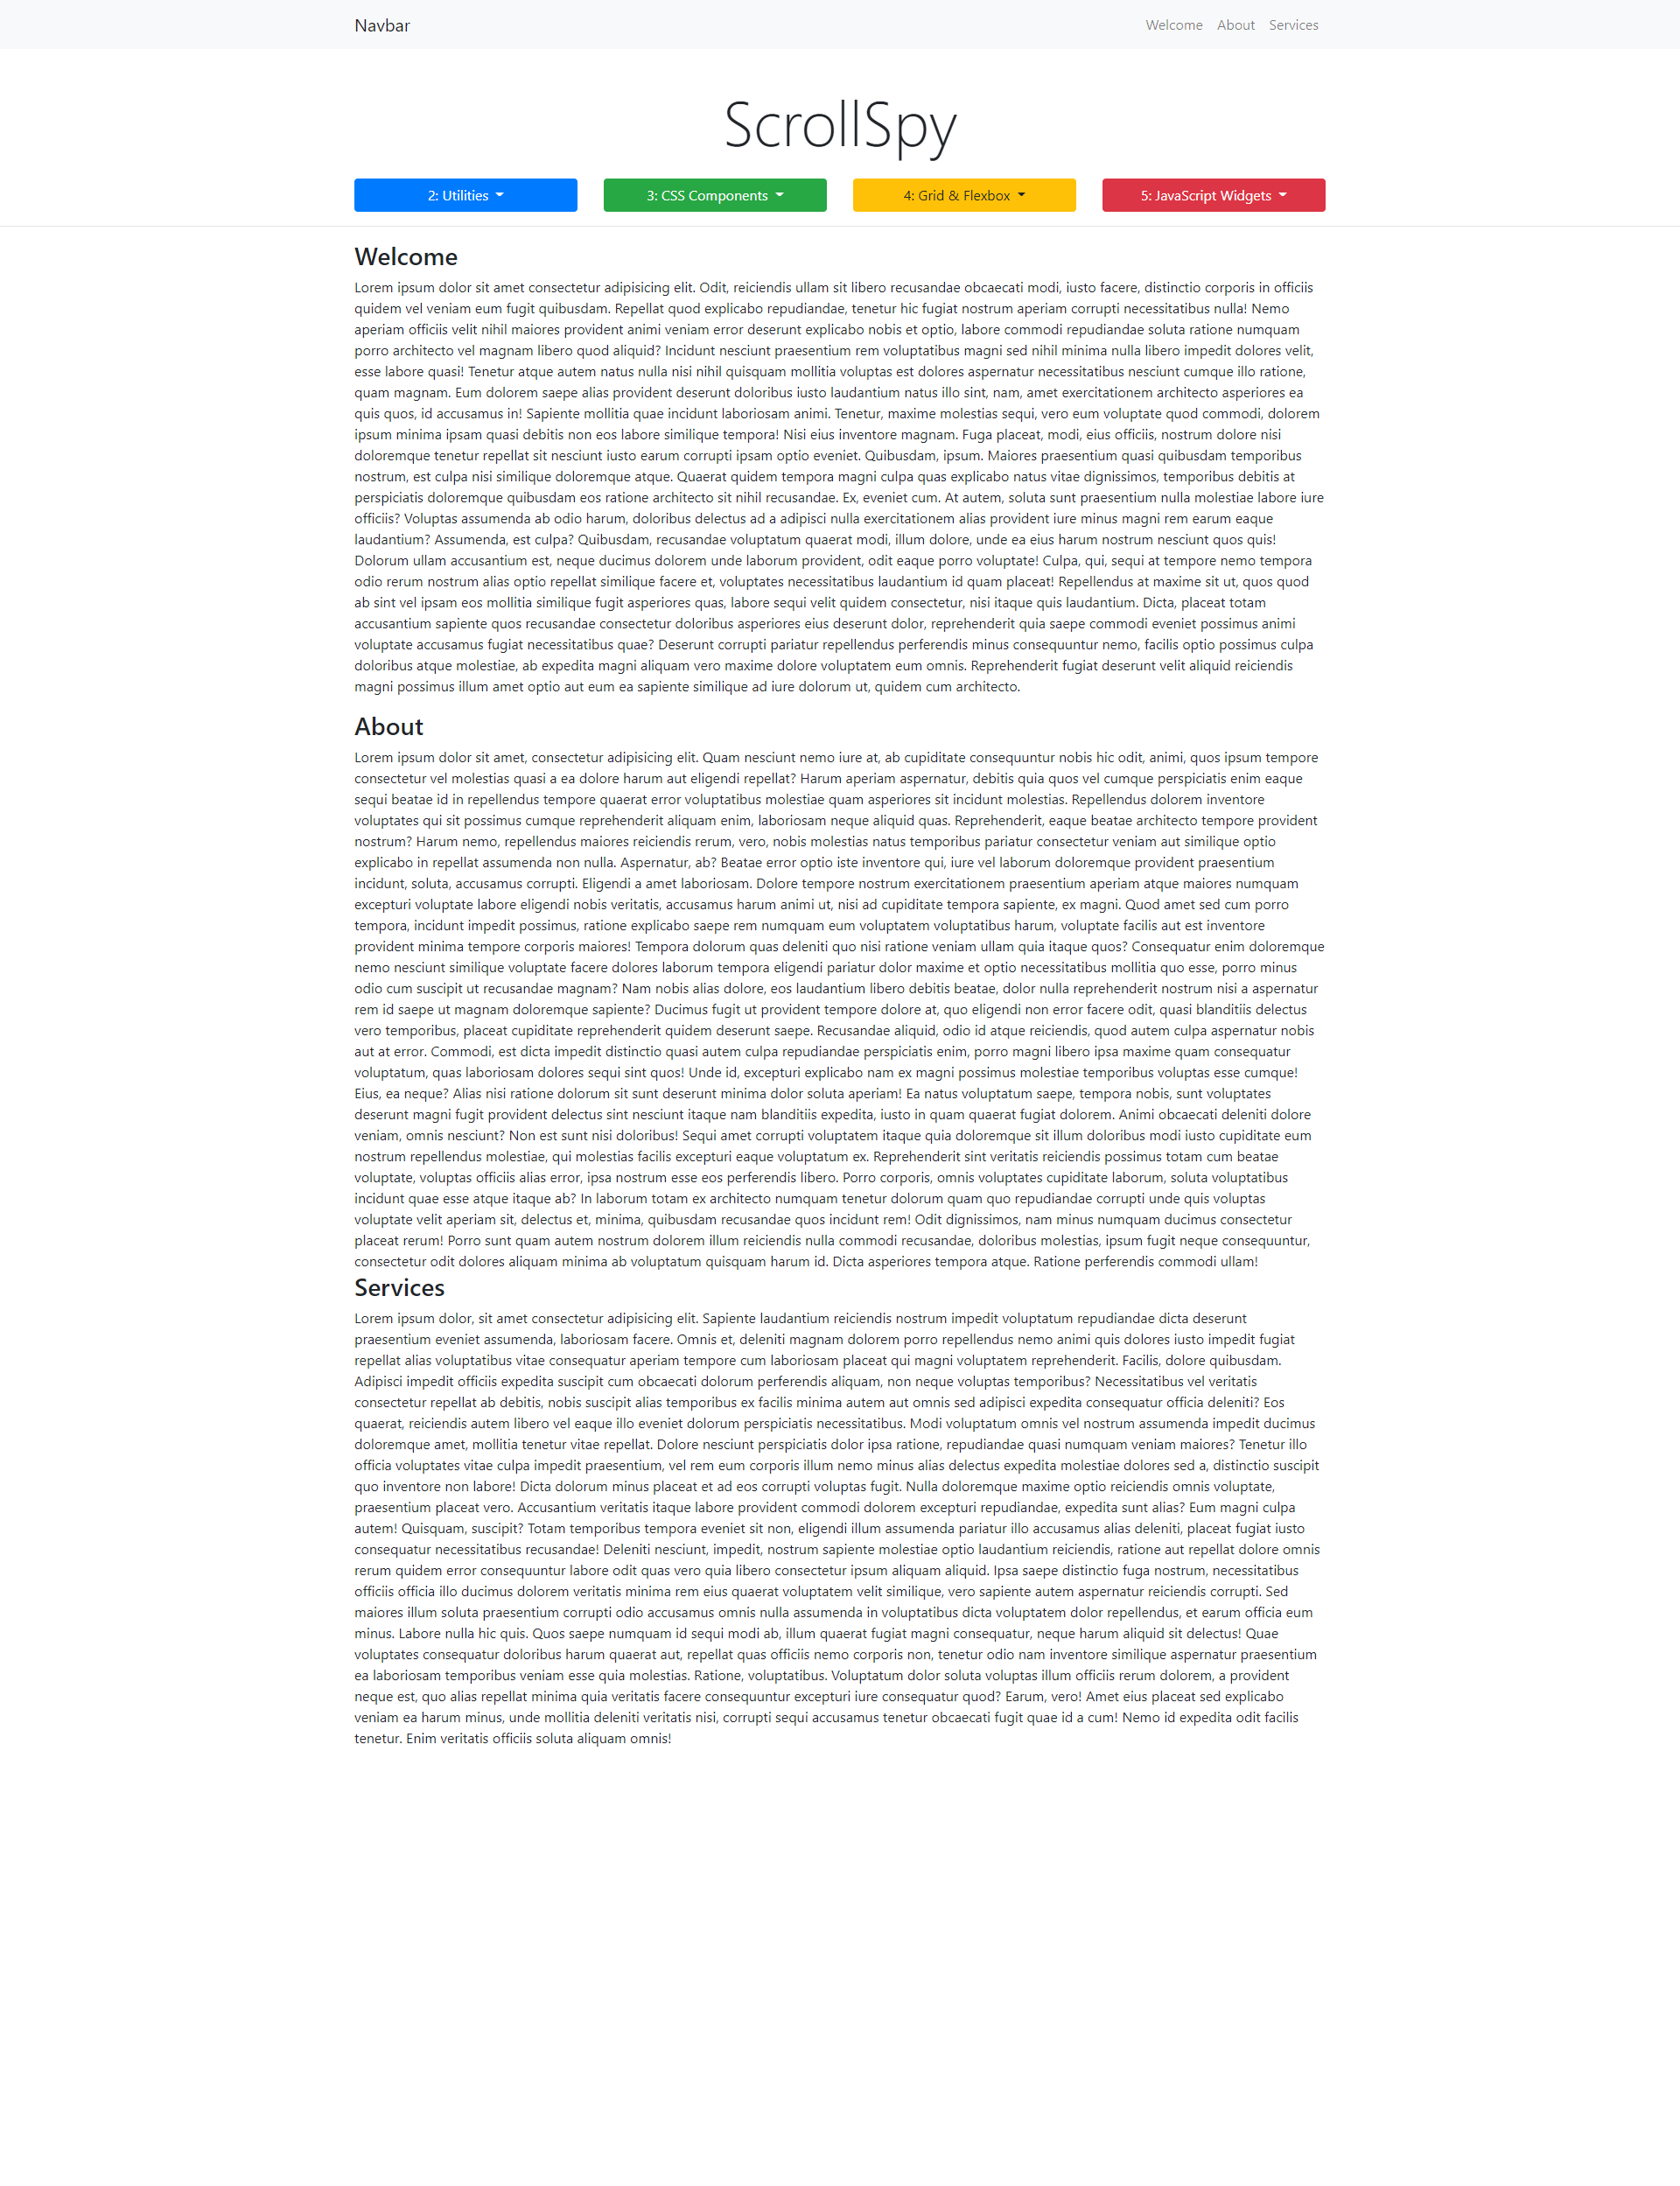 Navbar
Welcome About Services
ScrollSpy
2: Utilities
3: CSS Components
4: Grid & Flexbox
5: JavaScript Widgets
Welcome
Lorem ipsum dolor sit amet consectetur adipisicing elit. Odit, reiciendis ullam sit libero recusandae obcaecati modi, iusto facere, distinctio corporis in officiis
quidem vel veniam eum fugit quibusdam. Repellat quod explicabo repudiandae, tenetur hic fugiat nostrum aperiam corrupti necessitatibus nulla! Nemo
aperiam officiis velit nihil maiores provident animi veniam error deserunt explicabo nobis et optio, labore commodi repudiandae soluta ratione numquam
porro architecto vel magnam libero quod aliquid? Incidunt nesciunt praesentium rem voluptatibus magni sed nihil minima nulla libero impedit dolores velit,
esse labore quasi! Tenetur atque autem natus nulla nisi nihil quisquam mollitia voluptas est dolores aspernatur necessitatibus nesciunt cumque illo ratione,
quam magnam. Eum dolorem saepe alias provident deserunt doloribus iusto laudantium natus illo sint, nam, amet exercitationem architecto asperiores ea
quis quos, id accusamus in! Sapiente mollitia quae incidunt laboriosam animi. Tenetur, maxime molestias sequi, vero eum voluptate quod commodi, dolorem
ipsum minima ipsam quasi debitis non eos labore similique tempora! Nisi eius inventore magnam. Fuga placeat, modi, eius officiis, nostrum dolore nisi
doloremque tenetur repellat sit nesciunt iusto earum corrupti ipsam optio eveniet. Quibusdam, ipsum. Maiores praesentium quasi quibusdam temporibus
nostrum, est culpa nisi similique doloremque atque. Quaerat quidem tempora magni culpa quas explicabo natus vitae dignissimos, temporibus debitis at
perspiciatis doloremque quibusdam eos ratione architecto sit nihil recusandae. Ex, eveniet cum. At autem, soluta sunt praesentium nulla molestiae labore iure
officiis? Voluptas assumenda ab odio harum, doloribus delectus ad a adipisci nulla exercitationem alias provident iure minus magni rem earum eaque
laudantium? Assumenda, est culpa? Quibusdam, recusandae voluptatum quaerat modi, illum dolore, unde ea eius harum nostrum nesciunt quos quis!
Dolorum ullam accusantium est, neque ducimus dolorem unde laborum provident, odit eaque porro voluptate! Culpa, qui, sequi at tempore nemo tempora
odio rerum nostrum alias optio repellat similique facere et, voluptates necessitatibus laudantium id quam placeat! Repellendus at maxime sit ut, quos quod
ab sint vel ipsam eos mollitia similique fugit asperiores quas, labore sequi velit quidem consectetur, nisi itaque quis laudantium. Dicta, placeat totam
accusantium sapiente quos recusandae consectetur doloribus asperiores eius deserunt dolor, reprehenderit quia saepe commodi eveniet possimus animi
voluptate accusamus fugiat necessitatibus quae? Deserunt corrupti pariatur repellendus perferendis minus consequuntur nemo, facilis optio possimus culpa
doloribus atque molestiae, ab expedita magni aliquam vero maxime dolore voluptatem eum omnis. Reprehenderit fugiat deserunt velit aliquid reiciendis
magni possimus illum amet optio aut eum ea sapiente similique ad iure dolorum ut, quidem cum architecto.
About
Lorem ipsum dolor sit amet, consectetur adipisicing elit. Quam nesciunt nemo iure at, ab cupiditate consequuntur nobis hic odit, animi, quos ipsum tempore
consectetur vel molestias quasi a ea dolore harum aut eligendi repellat? Harum aperiam aspernatur, debitis quia quos vel cumque perspiciatis enim eaque
sequi beatae id in repellendus tempore quaerat error voluptatibus molestiae quam asperiores sit incidunt molestias. Repellendus dolorem inventore
voluptates qui sit possimus cumque reprehenderit aliquam enim, laboriosam neque aliquid quas. Reprehenderit, eaque beatae architecto tempore provident
nostrum? Harum nemo, repellendus maiores reiciendis rerum, vero, nobis molestias natus temporibus pariatur consectetur veniam aut similique optio
explicabo in repellat assumenda non nulla. Aspernatur, ab? Beatae error optio iste inventore qui, iure vel laborum doloremque provident praesentium
incidunt, soluta, accusamus corrupti. Eligendi a amet laboriosam. Dolore tempore nostrum exercitationem praesentium aperiam atque maiores numquam
excepturi voluptate labore eligendi nobis veritatis, accusamus harum animi ut, nisi ad cupiditate tempora sapiente, ex magni. Quod amet sed cum porro
tempora, incidunt impedit possimus, ratione explicabo saepe rem numquam eum voluptatem voluptatibus harum, voluptate facilis aut est inventore
provident minima tempore corporis maiores! Tempora dolorum quas deleniti quo nisi ratione veniam ullam quia itaque quos? Consequatur enim doloremque
nemo nesciunt similique voluptate facere dolores laborum tempora eligendi pariatur dolor maxime et optio necessitatibus mollitia quo esse, porro minus
odio cum suscipit ut recusandae magnam? Nam nobis alias dolore, eos laudantium libero debitis beatae, dolor nulla reprehenderit nostrum nisi a aspernatur
rem id saepe ut magnam doloremque sapiente? Ducimus fugit ut provident tempore dolore at, quo eligendi non error facere odit, quasi blanditiis delectus
vero temporibus, placeat cupiditate reprehenderit quidem deserunt saepe. Recusandae aliquid, odio id atque reiciendis, quod autem culpa aspernatur nobis
aut at error. Commodi, est dicta impedit distinctio quasi autem culpa repudiandae perspiciatis enim, porro magni libero ipsa maxime quam consequatur
voluptatum, quas laboriosam dolores sequi sint quos! Unde id, excepturi explicabo nam ex magni possimus molestiae temporibus voluptas esse cumque!
Eius, ea neque? Alias nisi ratione dolorum sit sunt deserunt minima dolor soluta aperiam! Ea natus voluptatum saepe, tempora nobis, sunt voluptates
deserunt magni fugit provident delectus sint nesciunt itaque nam blanditiis expedita, iusto in quam quaerat fugiat dolorem. Animi obcaecati deleniti dolore
veniam, omnis nesciunt? Non est sunt nisi doloribus! Sequi amet corrupti voluptatem itaque quia doloremque sit illum doloribus modi iusto cupiditate eum
nostrum repellendus molestiae, qui molestias facilis excepturi eaque voluptatum ex. Reprehenderit sint veritatis reiciendis possimus totam cum beatae
voluptate, voluptas officiis alias error, ipsa nostrum esse eos perferendis libero. Porro corporis, omnis voluptates cupiditate laborum, soluta voluptatibus
incidunt quae esse atque itaque ab? In laborum totam ex architecto numquam tenetur dolorum quam quo repudiandae corrupti unde quis voluptas
voluptate velit aperiam sit, delectus et, minima, quibusdam recusandae quos incidunt rem! Odit dignissimos, nam minus numquam ducimus consectetur
placeat rerum! Porro sunt quam autem nostrum dolorem illum reiciendis nulla commodi recusandae, doloribus molestias, ipsum fugit neque consequuntur,
consectetur odit dolores aliquam minima ab voluptatum quisquam harum id. Dicta asperiores tempora atque. Ratione perferendis commodi ullam!
Services
Lorem ipsum dolor, sit amet consectetur adipisicing elit. Sapiente laudantium reiciendis nostrum impedit voluptatum repudiandae dicta deserunt
praesentium eveniet assumenda, laboriosam facere. Omnis et, deleniti magnam dolorem porro repellendus nemo animi quis dolores iusto impedit fugiat
repellat alias voluptatibus vitae consequatur aperiam tempore cum laboriosam placeat qui magni voluptatem reprehenderit. Facilis, dolore quibusdam.
Adipisci impedit officiis expedita suscipit cum obcaecati dolorum perferendis aliquam, non neque voluptas temporibus? Necessitatibus vel veritatis
consectetur repellat ab debitis, nobis suscipit alias temporibus ex facilis minima autem aut omnis sed adipisci expedita consequatur officia deleniti? Eos
quaerat, reiciendis autem libero vel eaque illo eveniet dolorum perspiciatis necessitatibus. Modi voluptatum omnis vel nostrum assumenda impedit ducimus
doloremque amet, mollitia tenetur vitae repellat. Dolore nesciunt perspiciatis dolor ipsa ratione, repudiandae quasi numquam veniam maiores? Tenetur illo
officia voluptates vitae culpa impedit praesentium, vel rem eum corporis illum nemo minus alias delectus expedita molestiae dolores sed a, distinctio suscipit
quo inventore non labore! Dicta dolorum minus placeat et ad eos corrupti voluptas fugit. Nulla doloremque maxime optio reiciendis omnis voluptate,
praesentium placeat vero. Accusantium veritatis itaque labore provident commodi dolorem excepturi repudiandae, expedita sunt alias? Eum magni culpa
autem! Quisquam, suscipit? Totam temporibus tempora eveniet sit non, eligendi illum assumenda pariatur illo accusamus alias deleniti, placeat fugiat iusto
consequatur necessitatibus recusandae! Deleniti nesciunt, impedit, nostrum sapiente molestiae optio laudantium reiciendis, ratione aut repellat dolore omnis
rerum quidem error consequuntur labore odit quas vero quia libero consectetur ipsum aliquam aliquid. Ipsa saepe distinctio fuga nostrum, necessitatibus
officiis officia illo ducimus dolorem veritatis minima rem eius quaerat voluptatem velit similique, vero sapiente autem aspernatur reiciendis corrupti. Sed
maiores illum soluta praesentium corrupti odio accusamus omnis nulla assumenda in voluptatibus dicta voluptatem dolor repellendus, et earum officia eum
minus. Labore nulla hic quis. Quos saepe numquam id sequi modi ab, illum quaerat fugiat magni consequatur, neque harum aliquid sit delectus! Quae
voluptates consequatur doloribus harum quaerat aut, repellat quas officiis nemo corporis non, tenetur odio nam inventore similique aspernatur praesentium
ea laboriosam temporibus veniam esse quia molestias. Ratione, voluptatibus. Voluptatum dolor soluta voluptas illum officiis rerum dolorem, a provident
neque est, quo alias repellat minima quia veritatis facere consequuntur excepturi iure consequatur quod? Earum, vero! Amet eius placeat sed explicabo
veniam ea harum minus, unde mollitia deleniti veritatis nisi, corrupti sequi accusamus tenetur obcaecati fugit quae id a cum! Nemo id expedita odit facilis
tenetur. Enim veritatis officiis soluta aliquam omnis!